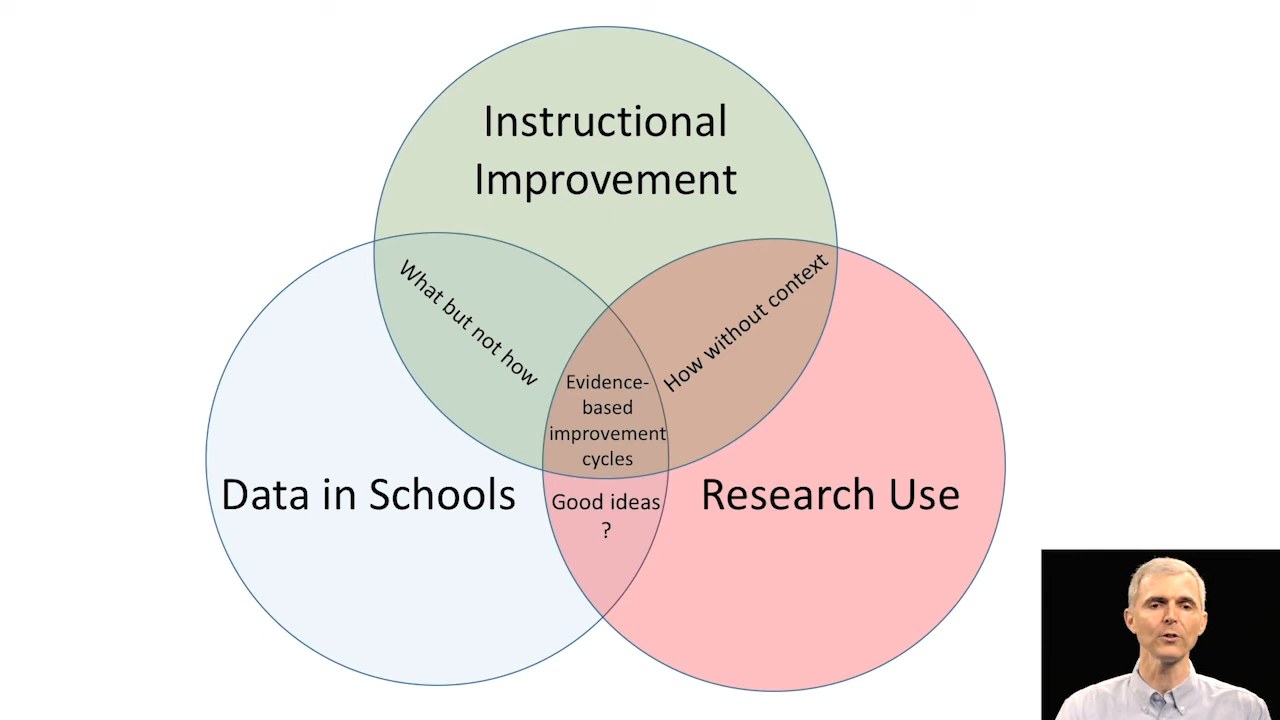 Instructional
Improvement
What but not how
How without context
Evidence-
based
improvement
cycles
Data in Schools
Good ideas
?
Research Use